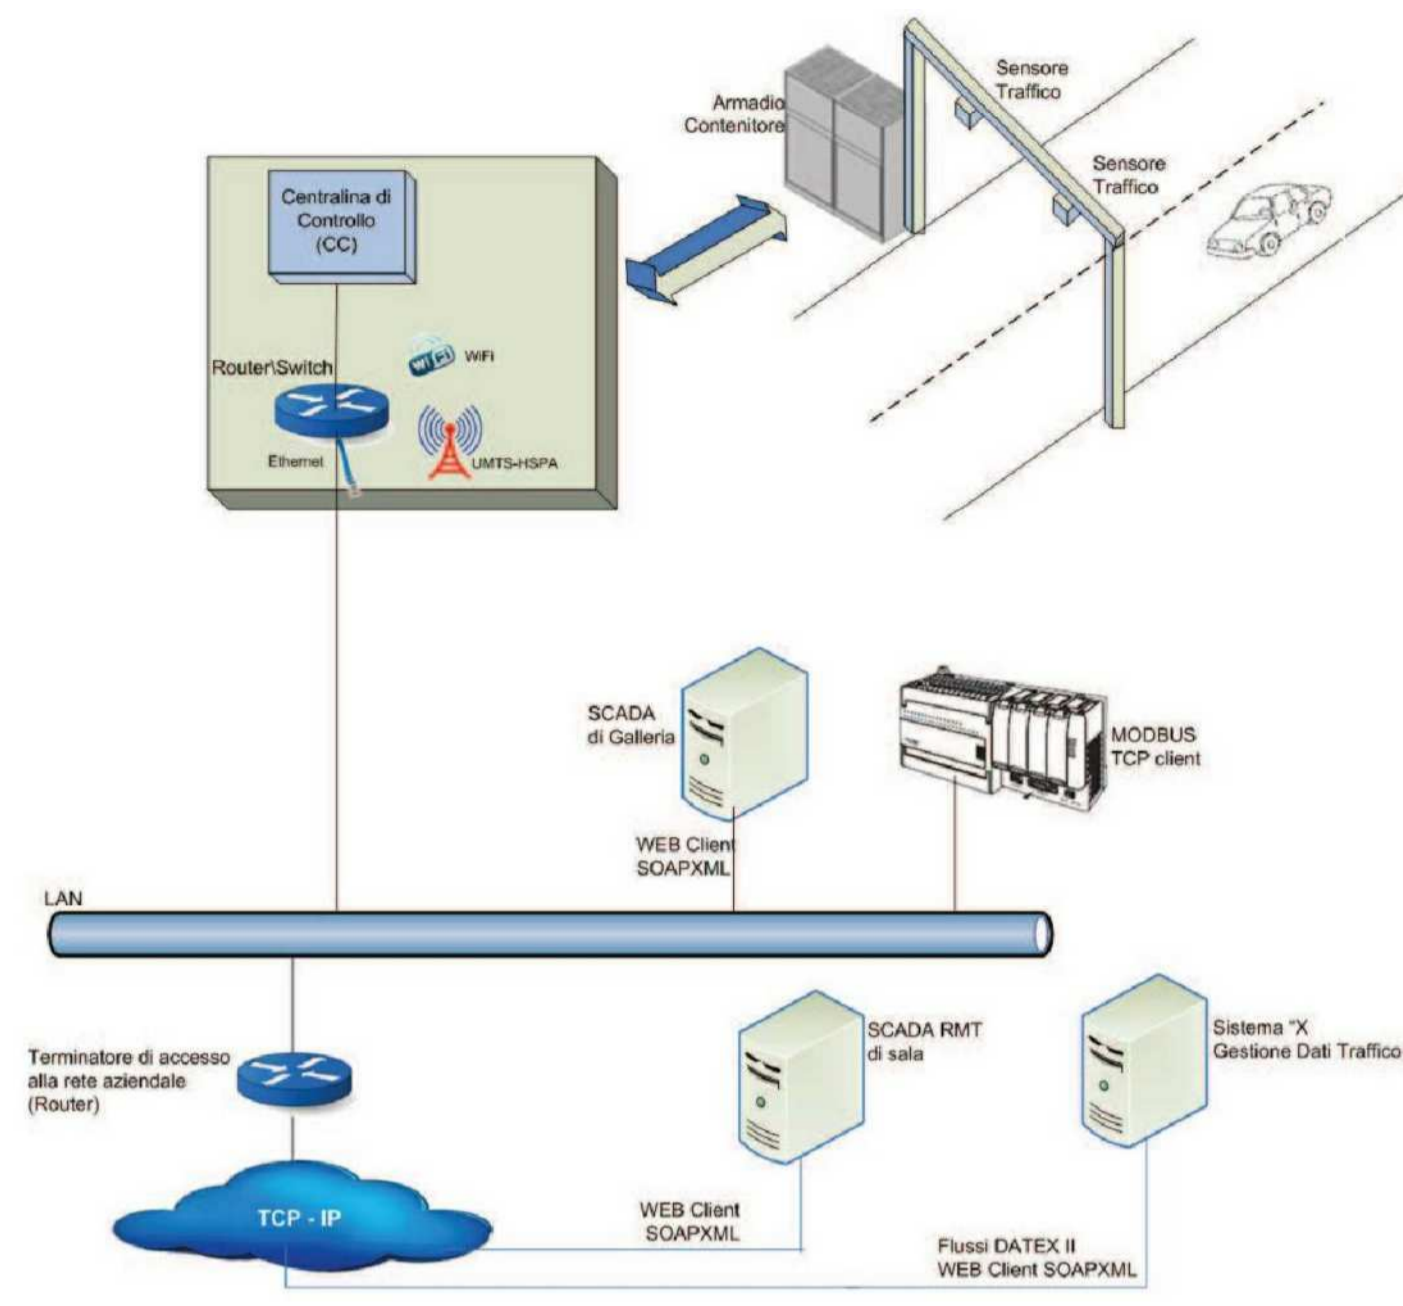 Sensore
Traffico
Armadio
Contenitore
Sensore
Traffico
Centralina di
Controllo
(CC)
WiFi
WiFi
Router\Switch
Ethernet
UMTS-HSPA
SCADA
di Galleria
MODBUS
TCP client
WEB Client
SOAPXML
LAN
SCADA RMT
di sala
Sistema "X
Gestione Dati Traffico
Terminatore di accesso
alla rete aziendale
(Router)
TCP - IP
WEB Client
SOAPXML
Flussi DATEX II
WEB Client SOAPXML